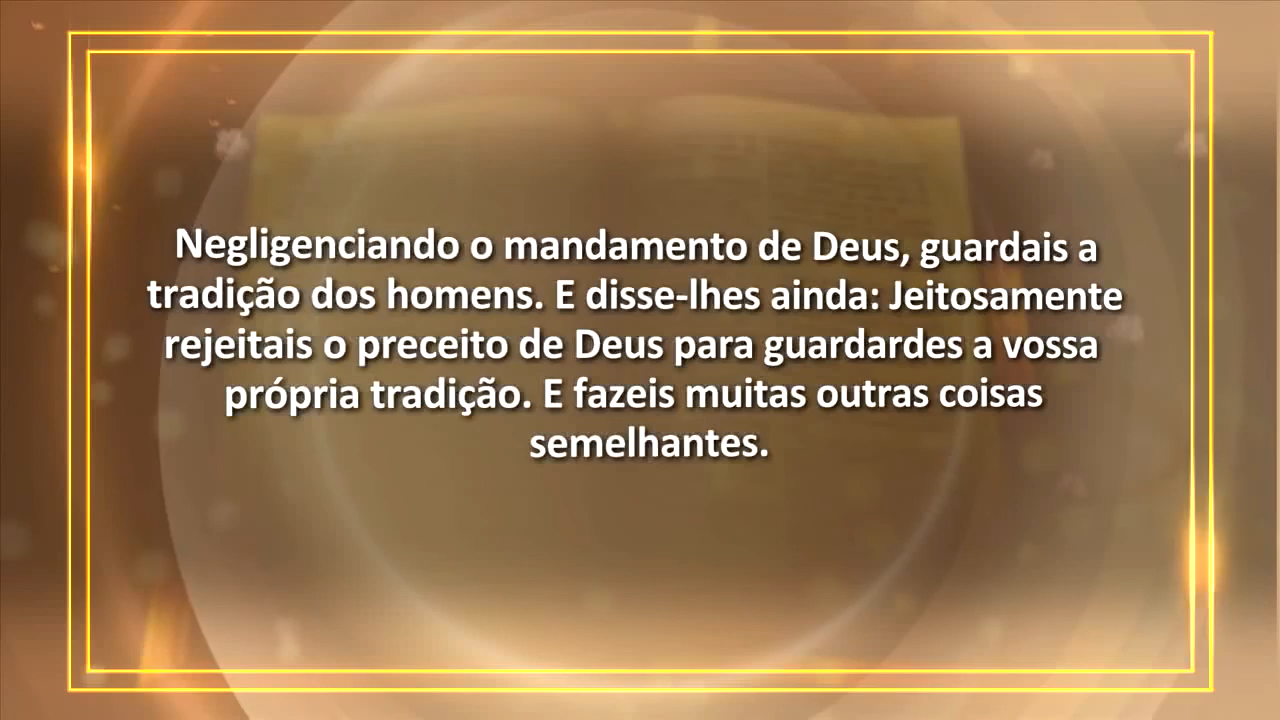 Negligenciando o mandamento de Deus, guardais a
tradição dos homens. E disse-lhes ainda: Jeitosamente
rejeitais o preceito de Deus para guardardes a vossa
própria tradição. E fazeis muitas outras coisas
semelhantes.